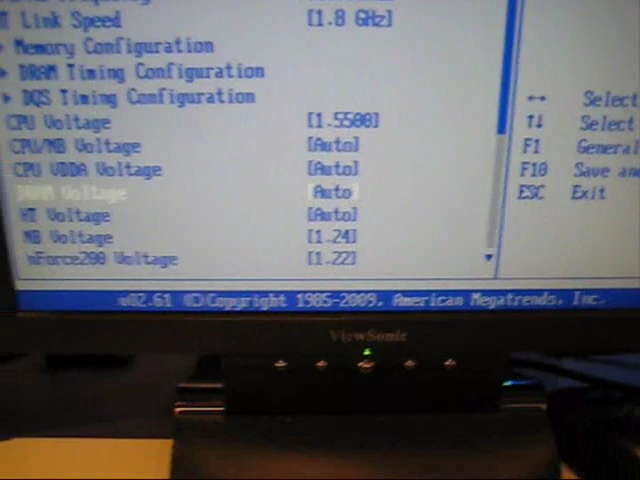 T Link Speed [1.8 GHz]
Memory Configuration
DRAM Timing Configuration
DQS Timing Configuration
CPU Voltage [1.5500]
CPU/NB Voltage [Auto]
CPU VDDA Voltage [Auto]
DRAM Voltage Auto
HT Voltage [Auto]
NB Voltage [1.24]
nForce200 Voltage [1.22]
↔ Select
↑↓ Select
F1 General
F10 Save an
ESC Exit
v02.61 (C)Copyright 1985-2009, American Megatrends, Inc.
ViewSonic